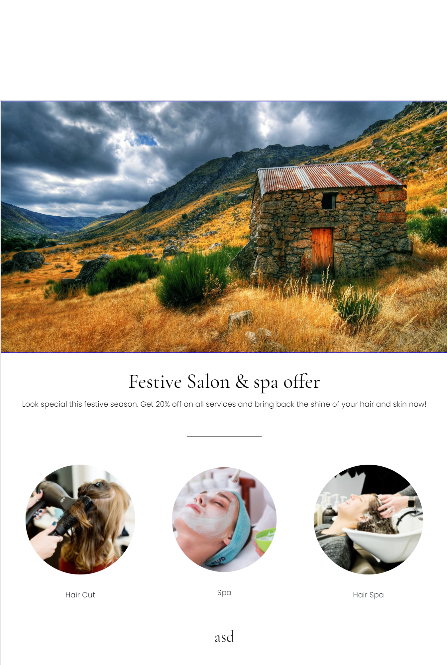 Festive Salon & spa offer
Look special this festive season. Get 20% off on all services and bring back the shine of your hair and skin now!
Hair Cut
Spa
Hair Spa
asd